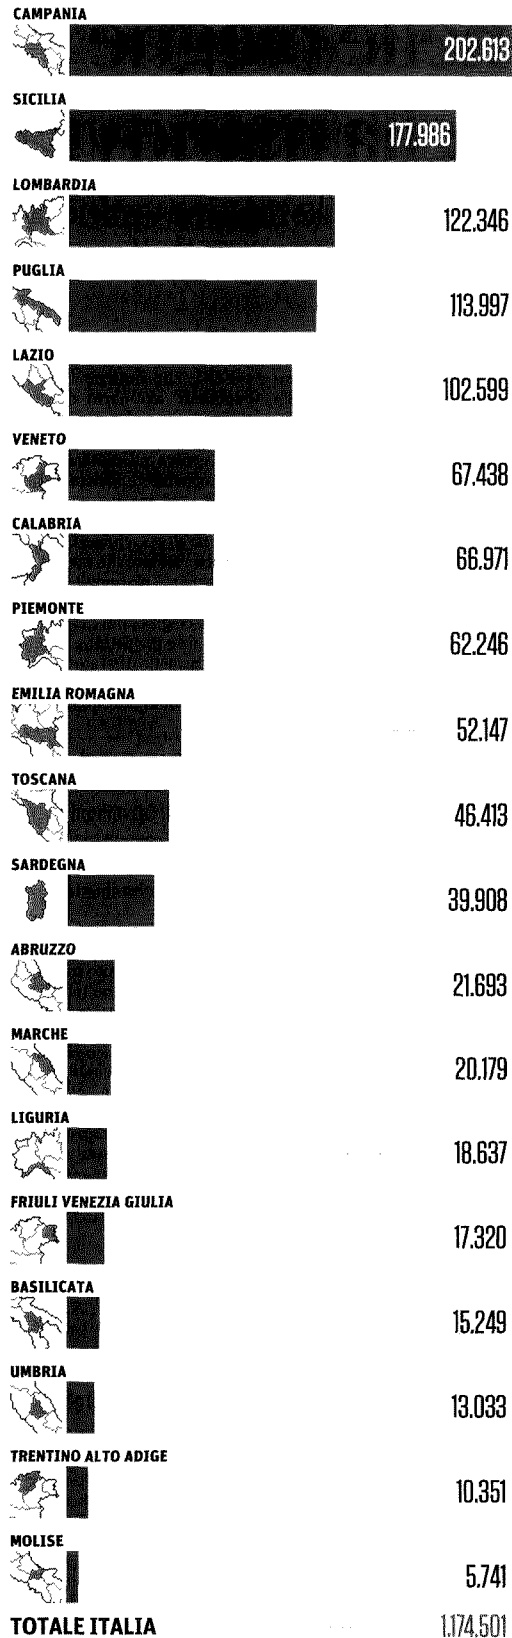 CAMPANIA
202.613
SICILIA
177.986
LOMBARDIA
122.346
PUGLIA
113.997
LAZIO
102.599
VENETO
67.438
CALABRIA
66.971
PIEMONTE
62.246
EMILIA ROMAGNA
52.147
TOSCANA
46.413
SARDEGNA
39.908
ABRUZZO
21.693
MARCHE
20.179
LIGURIA
18.637
FRIULI VENEZIA GIULIA
17.320
BASILICATA
15.249
UMBRIA
13.033
TRENTINO ALTO ADIGE
10.351
MOLISE
5.741
TOTALE ITALIA 1.174.501